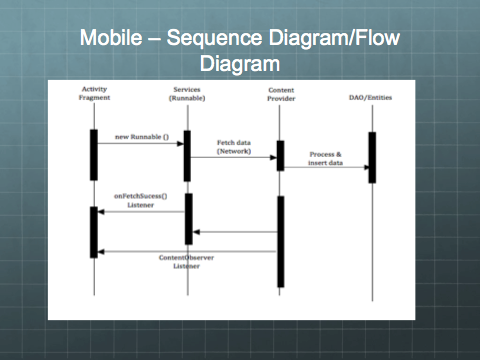 Mobile – Sequence Diagram/Flow
Diagram
Activity
Fragment
Services
(Runnable)
Content
Provider
DAO/Entities
new Runnable ()
Fetch data
(Network)
Process &
insert data
onFetchSucess()
Listener
ContentObserver
Listener